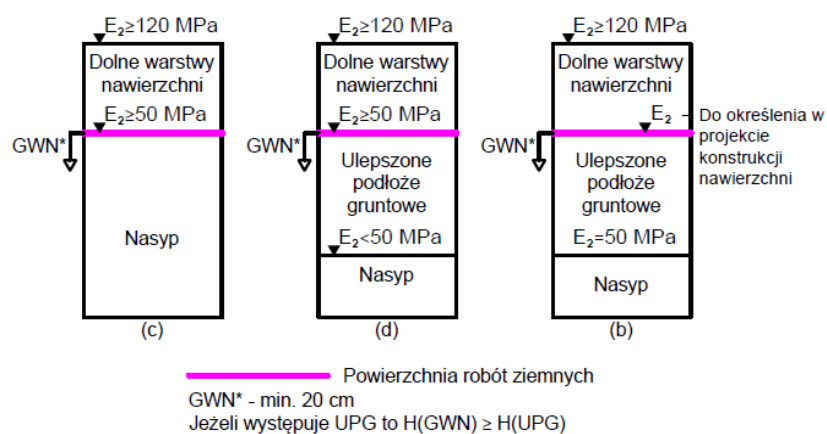 E₂≥120 MPa
Dolne warstwy
nawierzchni
E₂≥50 MPa
GWN*
Nasyp
(c)
E₂≥120 MPa
Dolne warstwy
nawierzchni
E₂≥50 MPa
GWN*
Ulepszone
podłoże
gruntowe
E₂<50 MPa
Nasyp
(d)
E₂≥120 MPa
Dolne warstwy
nawierzchni
E₂ - Do określenia w
projekcie
konstrukcji
nawierzchni
GWN*
Ulepszone
podłoże
gruntowe
E₂=50 MPa
Nasyp
(b)
Powierzchnia robót ziemnych
GWN* - min. 20 cm
Jeżeli występuje UPG to H(GWN) ≥ H(UPG)